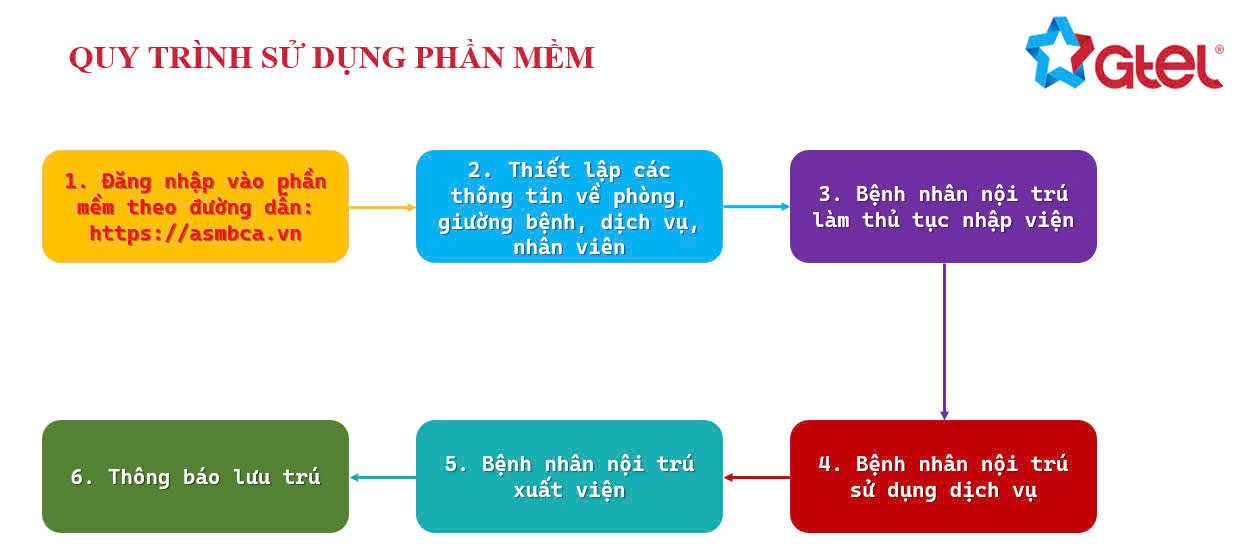 QUY TRÌNH SỬ DỤNG PHẦN MỀM
Gtel®
1. Đăng nhập vào phần
mềm theo đường dẫn:
https://asmbca.vn
2. Thiết lập các
thông tin về phòng,
giường bệnh, dịch vụ,
nhân viên
3. Bệnh nhân nội trú
làm thủ tục nhập viện
6. Thông báo lưu trú
5. Bệnh nhân nội trú
xuất viện
4. Bệnh nhân nội trú
sử dụng dịch vụ